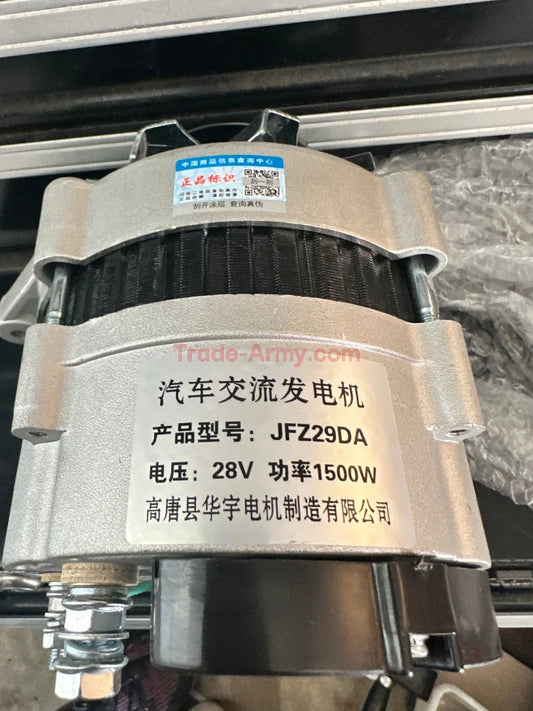 中国商品信息查询中心
正品标识
刮一刮
刮开涂层 查询真伪
Trade-Army.com
汽车交流发电机
产品型号：JFZ29DA
电压：28V 功率1500W
高唐县华宇电机制造有限公司